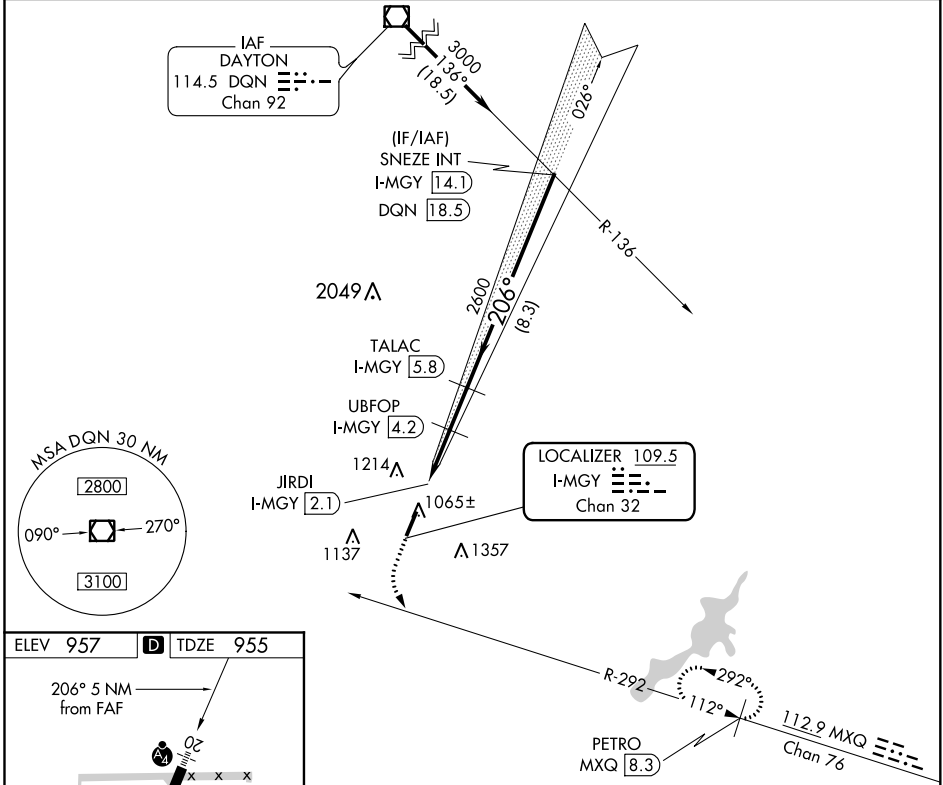 IAF
DAYTON
114.5 DQN
Chan 92
3000
136°
(18.5)
026°
(IF/IAF)
SNEZE INT
I-MGY 14.1
DQN 18.5
R-136
2049
2600
206°
(8.3)
TALAC
I-MGY 5.8
UBFOP
I-MGY 4.2
MSA DQN 30 NM
2800
090°
270°
3100
1214
JIRDI
I-MGY 2.1
1065±
LOCALIZER 109.5
I-MGY
Chan 32
1137
1357
ELEV 957
D
TDZE 955
206° 5 NM
from FAF
A4
20
X X X
R-292
292°
112°
PETRO
MXQ 8.3
112.9 MXQ
Chan 76